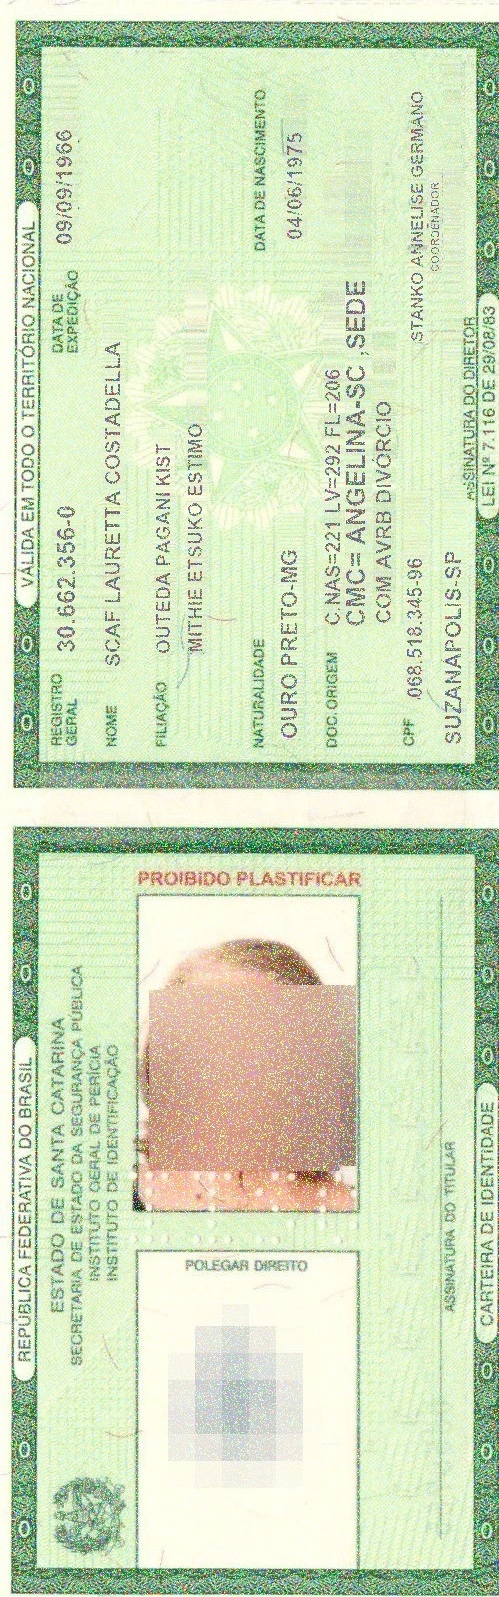 VÁLIDA EM TODO O TERRITÓRIO NACIONAL
REGISTRO GERAL 30.662.356-0 DATA DE EXPEDIÇÃO 09/09/1966
NOME SCAF LAURETTA COSTADELLA
FILIAÇÃO OUTEDA PAGANI KIST
MITHIE ETSUKO ESTIMO
NATURALIDADE DATA DE NASCIMENTO
OURO PRETO-MG 04/06/1975
DOC. ORIGEM C.NAS=221 LV=292 FL=206
CMC= ANGELINA-SC ,SEDE
COM AVRB DIVÓRCIO
CPF 068.518.345-96 STANKO ANNELISE GERMANO
COORDENADOR
SUZANAPOLIS-SP
ASSINATURA DO DIRETOR
LEI Nº 7.116 DE 29/08/83
REPÚBLICA FEDERATIVA DO BRASIL
ESTADO DE SANTA CATARINA
SECRETARIA DE ESTADO DA SEGURANÇA PÚBLICA
INSTITUTO GERAL DE PERÍCIA
INSTITUTO DE IDENTIFICAÇÃO
PROIBIDO PLASTIFICAR
POLEGAR DIREITO
ASSINATURA DO TITULAR
CARTEIRA DE IDENTIDADE